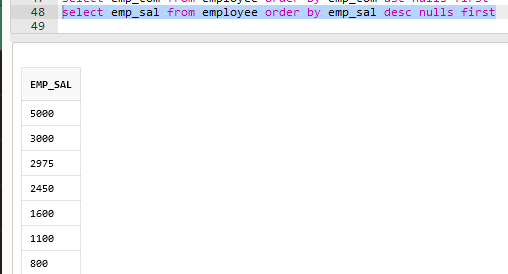 47 select emp_com from employee order by emp_com asc nulls first
48 select emp_sal from employee order by emp_sal desc nulls first
49
EMP_SAL
5000
3000
2975
2450
1600
1100
800